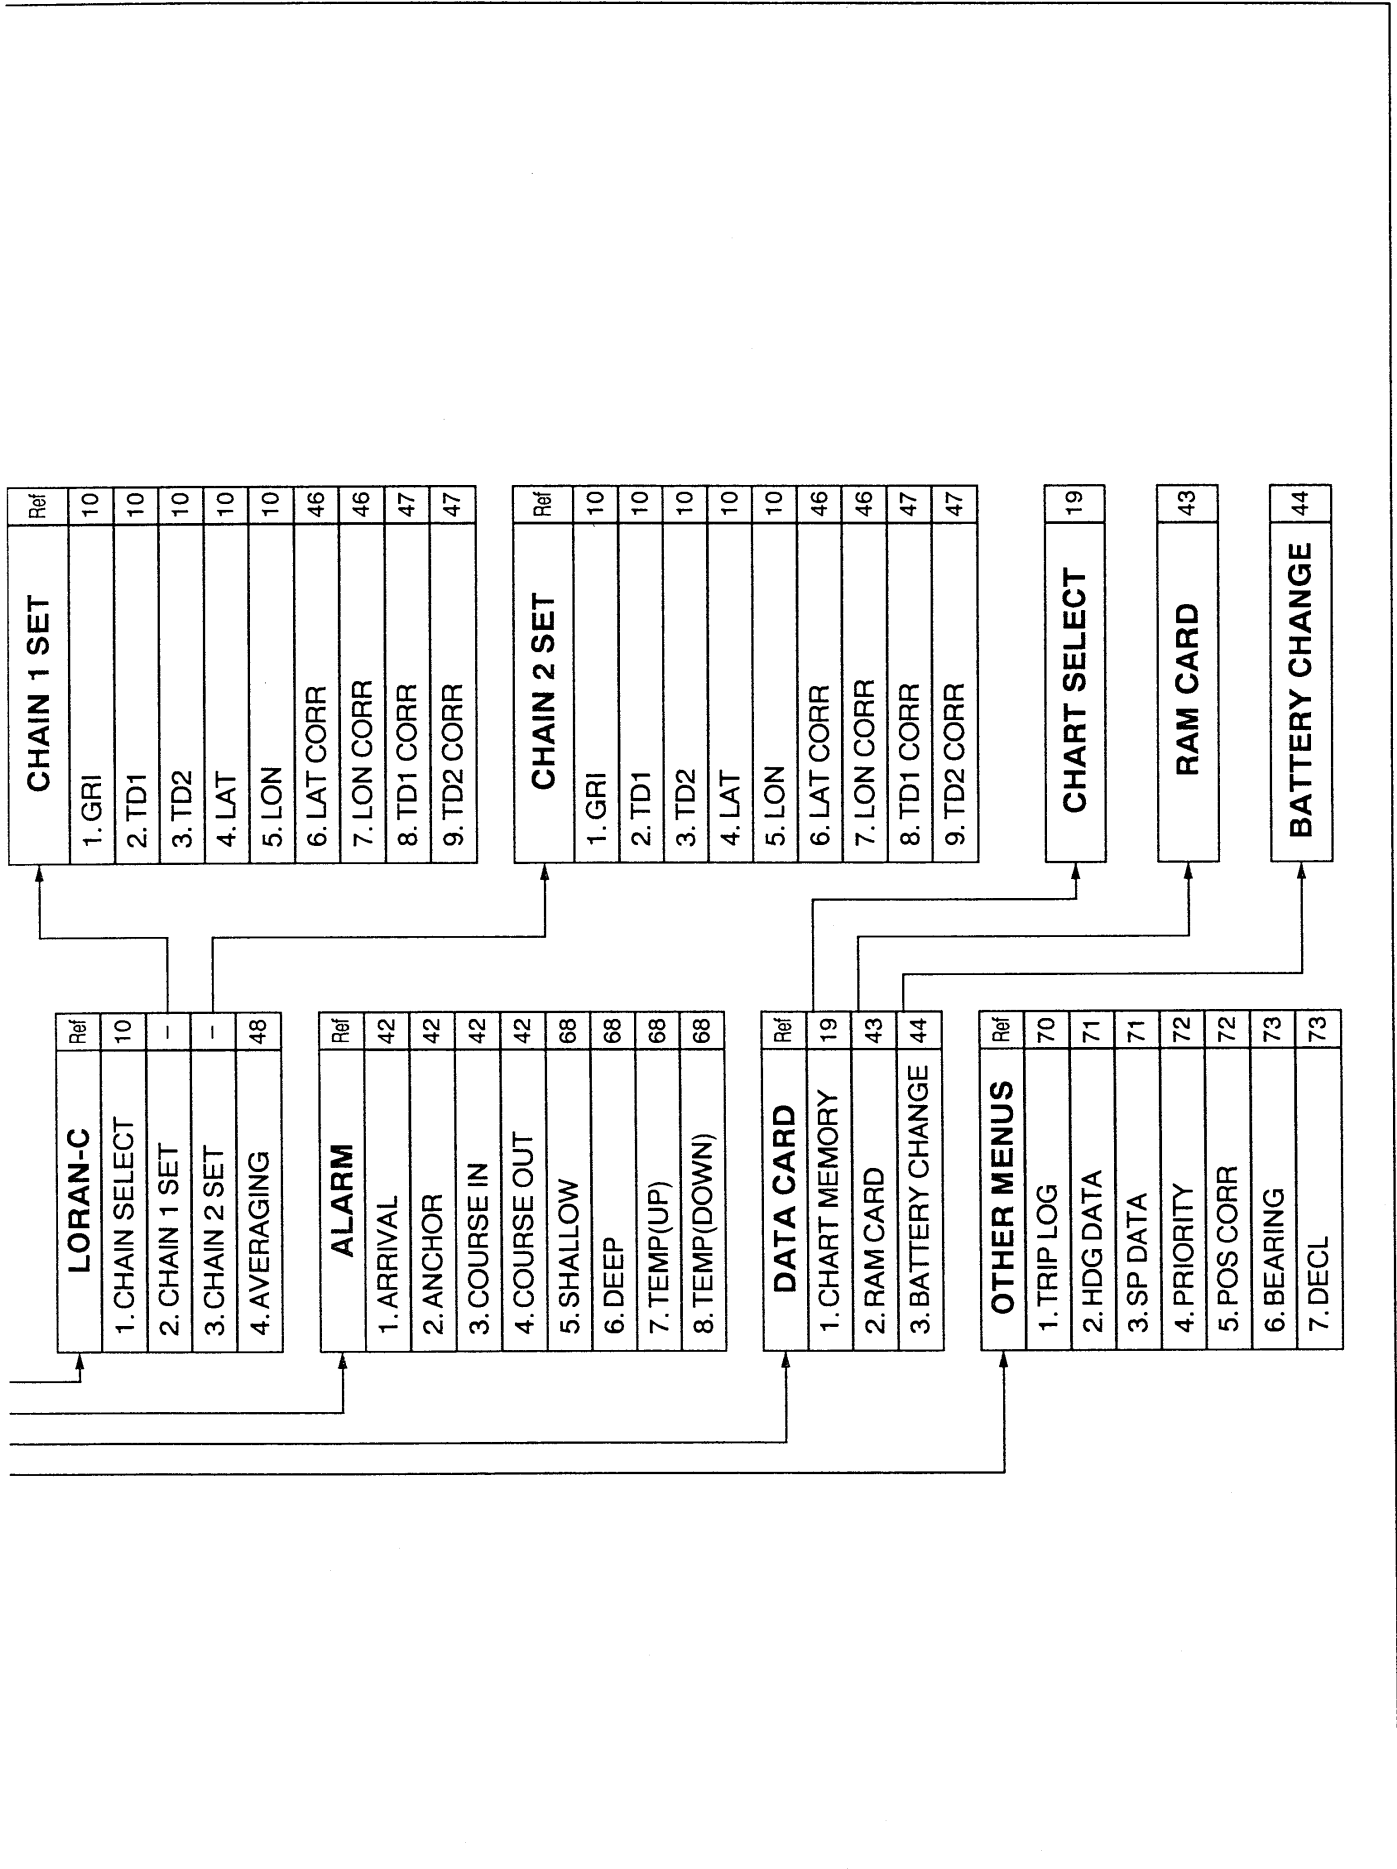 LORAN-C Ref
1. CHAIN SELECT 10
2. CHAIN 1 SET –
3. CHAIN 2 SET –
4. AVERAGING 48
ALARM Ref
1. ARRIVAL 42
2. ANCHOR 42
3. COURSE IN 42
4. COURSE OUT 42
5. SHALLOW 68
6. DEEP 68
7. TEMP(UP) 68
8. TEMP(DOWN) 68
DATA CARD Ref
1. CHART MEMORY 19
2. RAM CARD 43
3. BATTERY CHANGE 44
OTHER MENUS Ref
1. TRIP LOG 70
2. HDG DATA 71
3. SP DATA 71
4. PRIORITY 72
5. POS CORR 72
6. BEARING 73
7. DECL 73
CHAIN 1 SET Ref
1. GRI 10
2. TD1 10
3. TD2 10
4. LAT 10
5. LON 10
6. LAT CORR 46
7. LON CORR 46
8. TD1 CORR 47
9. TD2 CORR 47
CHAIN 2 SET Ref
1. GRI 10
2. TD1 10
3. TD2 10
4. LAT 10
5. LON 10
6. LAT CORR 46
7. LON CORR 46
8. TD1 CORR 47
9. TD2 CORR 47
CHART SELECT 19
RAM CARD 43
BATTERY CHANGE 44